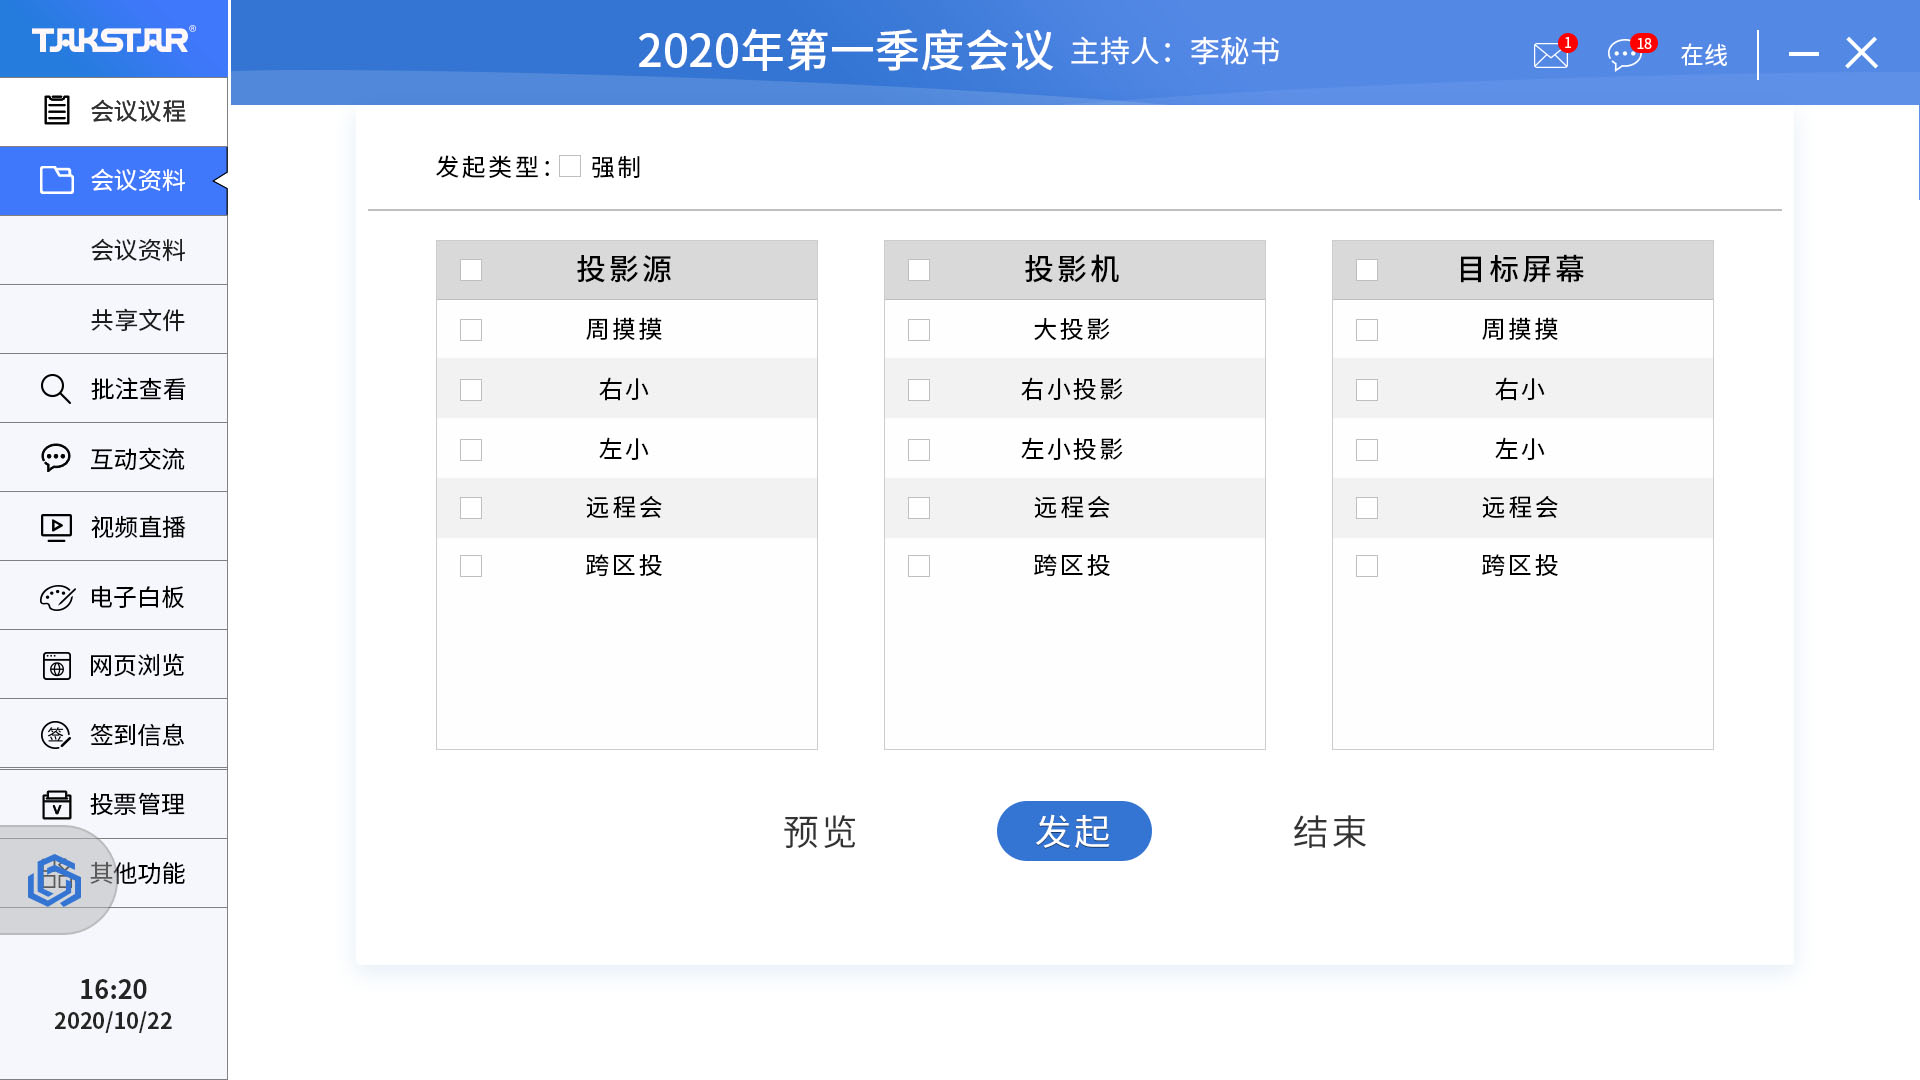 TAKSTAR®
2020年第一季度会议 主持人：李秘书
1
18
在线
会议议程
会议资料
会议资料
共享文件
批注查看
互动交流
视频直播
电子白板
网页浏览
签 签到信息
投票管理
其他功能
16:20
2020/10/22
发起类型： 强制
投影源
周摸摸
右小
左小
远程会
跨区投
投影机
大投影
右小投影
左小投影
远程会
跨区投
目标屏幕
周摸摸
右小
左小
远程会
跨区投
预览
发起
结束